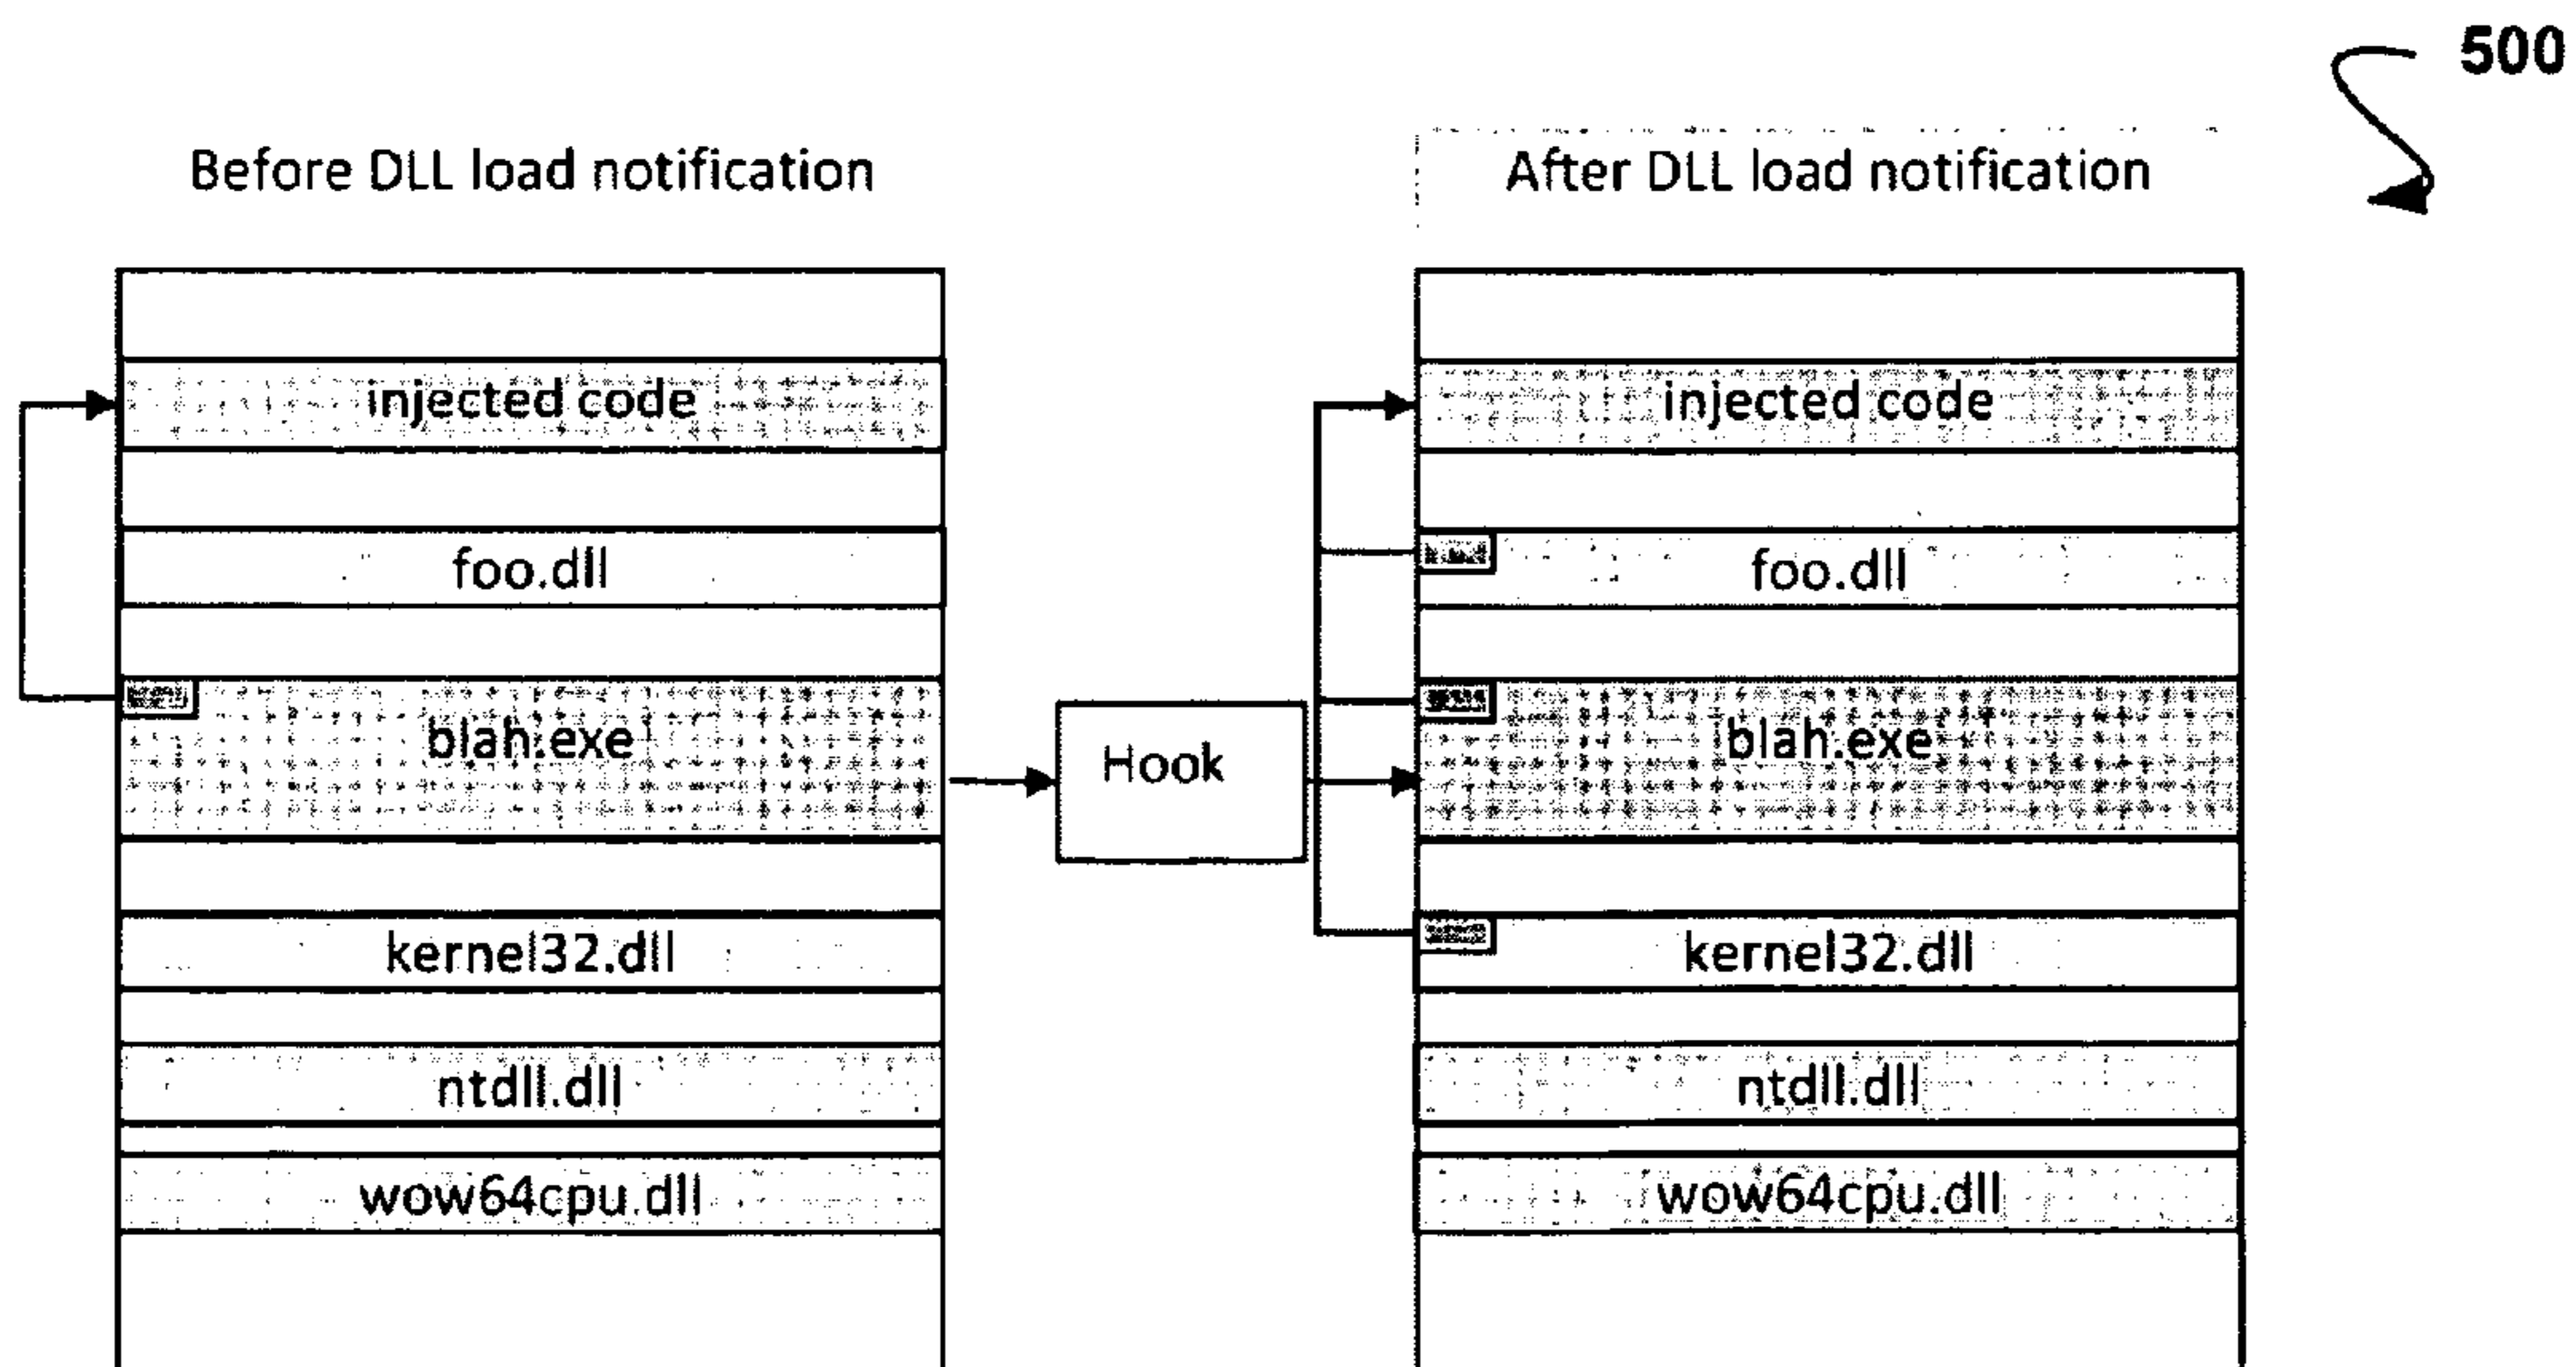 500
Before DLL load notification
After DLL load notification
injected code
injected code
foo.dll
foo.dll
blah.exe
Hook
blah.exe
kernel32.dll
kernel32.dll
ntdll.dll
ntdll.dll
wow64cpu.dll
wow64cpu.dll